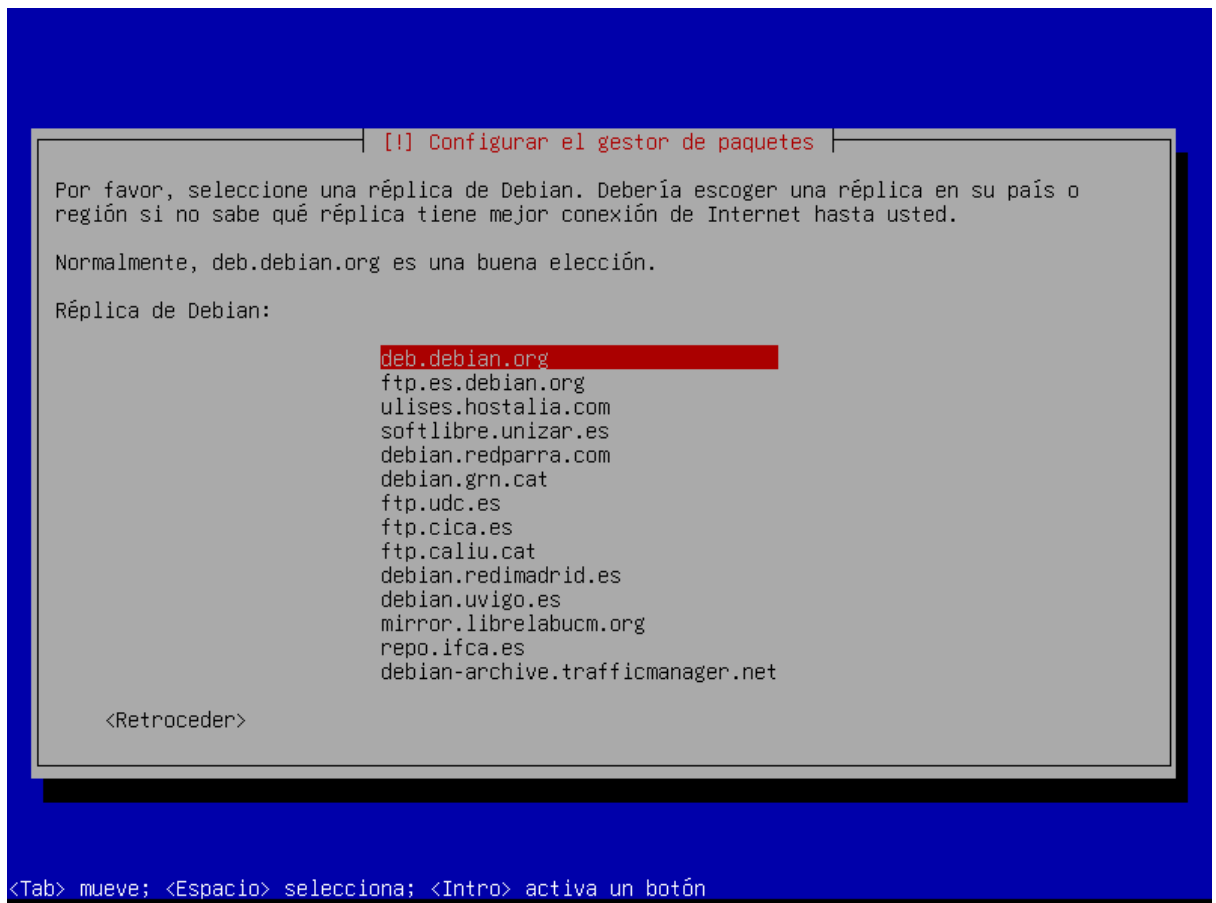 [!] Configurar el gestor de paquetes
Por favor, seleccione una réplica de Debian. Debería escoger una réplica en su país o
región si no sabe qué réplica tiene mejor conexión de Internet hasta usted.
Normalmente, deb.debian.org es una buena elección.
Réplica de Debian:
deb.debian.org
ftp.es.debian.org
ulises.hostalia.com
softlibre.unizar.es
debian.redparra.com
debian.grn.cat
ftp.udc.es
ftp.cica.es
ftp.caliu.cat
debian.redimadrid.es
debian.uvigo.es
mirror.librelabucm.org
repo.ifca.es
debian-archive.trafficmanager.net
<Retroceder>
<Tab> mueve; <Espacio> selecciona; <Intro> activa un botón